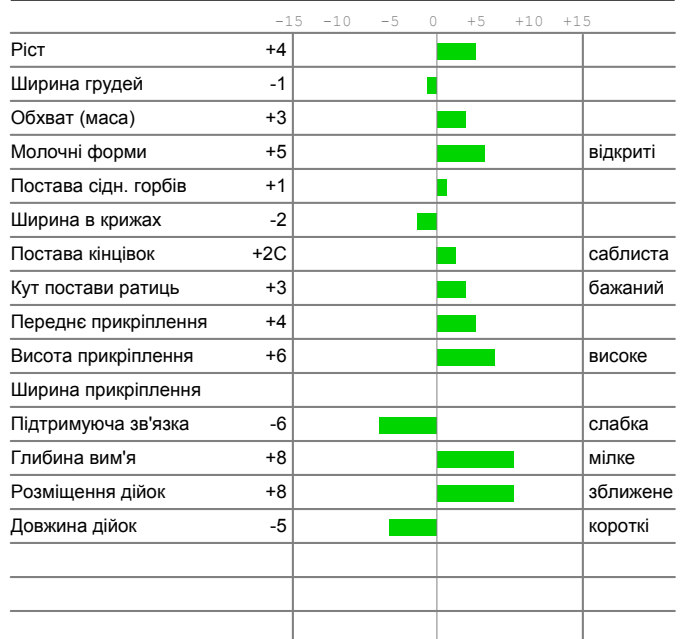 -15 -10 -5 0 +5 +10 +15
Ріст +4
Ширина грудей -1
Обхват (маса) +3
Молочні форми +5 відкриті
Постава сідн. горбів +1
Ширина в крижах -2
Постава кінцівок +2С саблиста
Кут постави ратиць +3 бажаний
Переднє прикріплення +4
Висота прикріплення +6 високе
Ширина прикріплення
Підтримуюча зв'язка -6 слабка
Глибина вим'я +8 мілке
Розміщення дійок +8 зближене
Довжина дійок -5 короткі